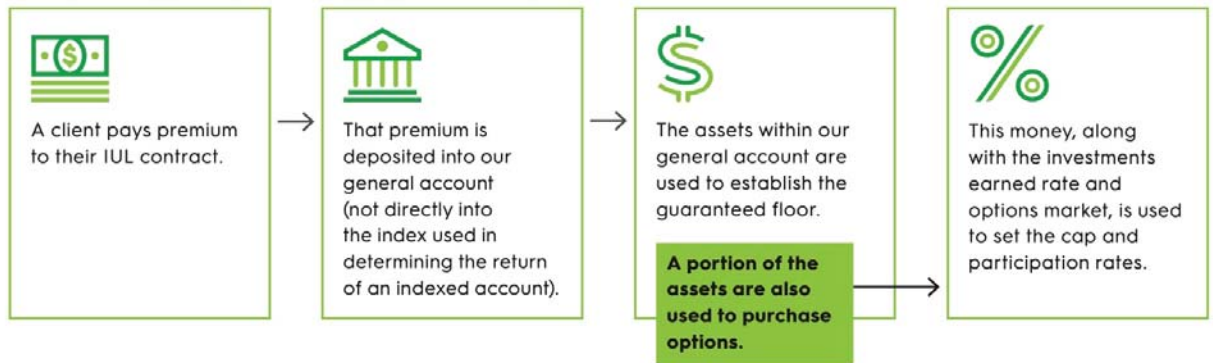 $
A client pays premium
to their IUL contract.
That premium is
deposited into our
general account
(not directly into
the index used in
determining the return
of an indexed account).
$
The assets within our
general account are
used to establish the
guaranteed floor.
A portion of the
assets are also
used to purchase
options.
%
This money, along
with the investments
earned rate and
options market, is used
to set the cap and
participation rates.